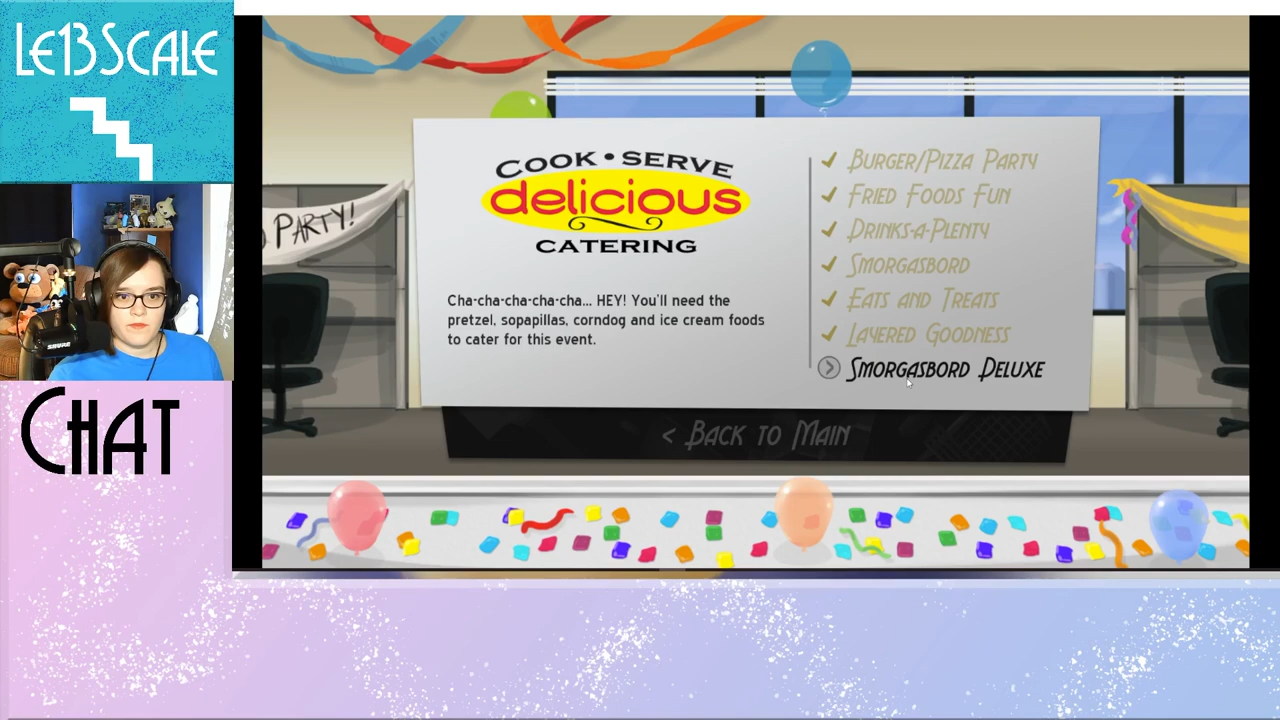 Le13Scale
Chat
PARTY!
COOK • SERVE
delicious
CATERING
Cha-cha-cha-cha-cha... HEY! You'll need the
pretzel, sopapillas, corndog and ice cream foods
to cater for this event.
Burger/Pizza Party
Fried Foods Fun
Drinks-a-Plenty
Smorgasbord
Eats and Treats
Layered Goodness
Smorgasbord Deluxe
< Back to Main
SHURE